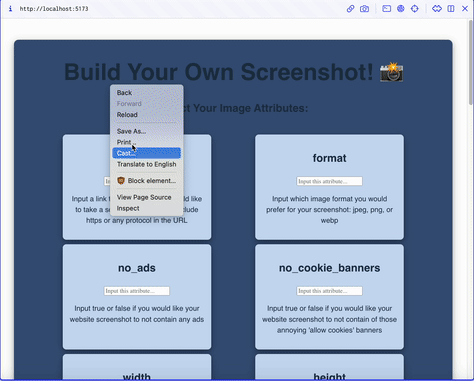 http://localhost:5173
Build Your Own Screenshot! 📸
ct Your Image Attributes:
Back
Forward
Reload
Save As...
Print...
Cast...
Translate to English
Block element...
View Page Source
Inspect
In
Input a link
ld like
to take a s
clude
https or any protocol in the URL
format
Input this attribute...
Input which image format you would
prefer for your screenshot: jpeg, png, or
webp
no_ads
Input this attribute...
Input true or false if you would like your
website screenshot to not contain any ads
no_cookie_banners
Input this attribute...
Input true or false if you would like your
website screenshot to not contain of those
annoying 'allow cookies' banners
width
height